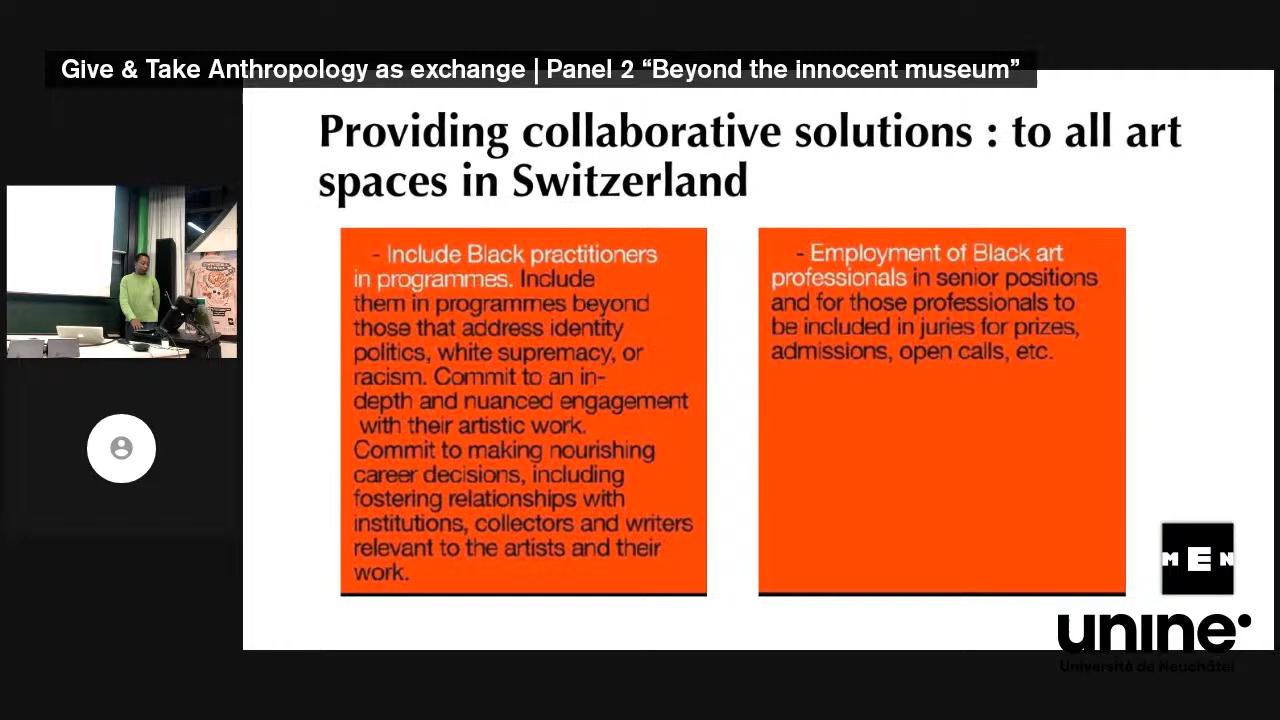 Give & Take Anthropology as exchange | Panel 2 “Beyond the innocent museum”
Providing collaborative solutions : to all art
spaces in Switzerland
- Include Black practitioners
in programmes. Include
them in programmes beyond
those that address identity
politics, white supremacy, or
racism. Commit to an in-
depth and nuanced engagement
with their artistic work.
Commit to making nourishing
career decisions, including
fostering relationships with
institutions, collectors and writers
relevant to the artists and their
work.
- Employment of Black art
professionals in senior positions
and for those professionals to
be included in juries for prizes,
admissions, open calls, etc.
MEN
unine
Université de Neuchâtel